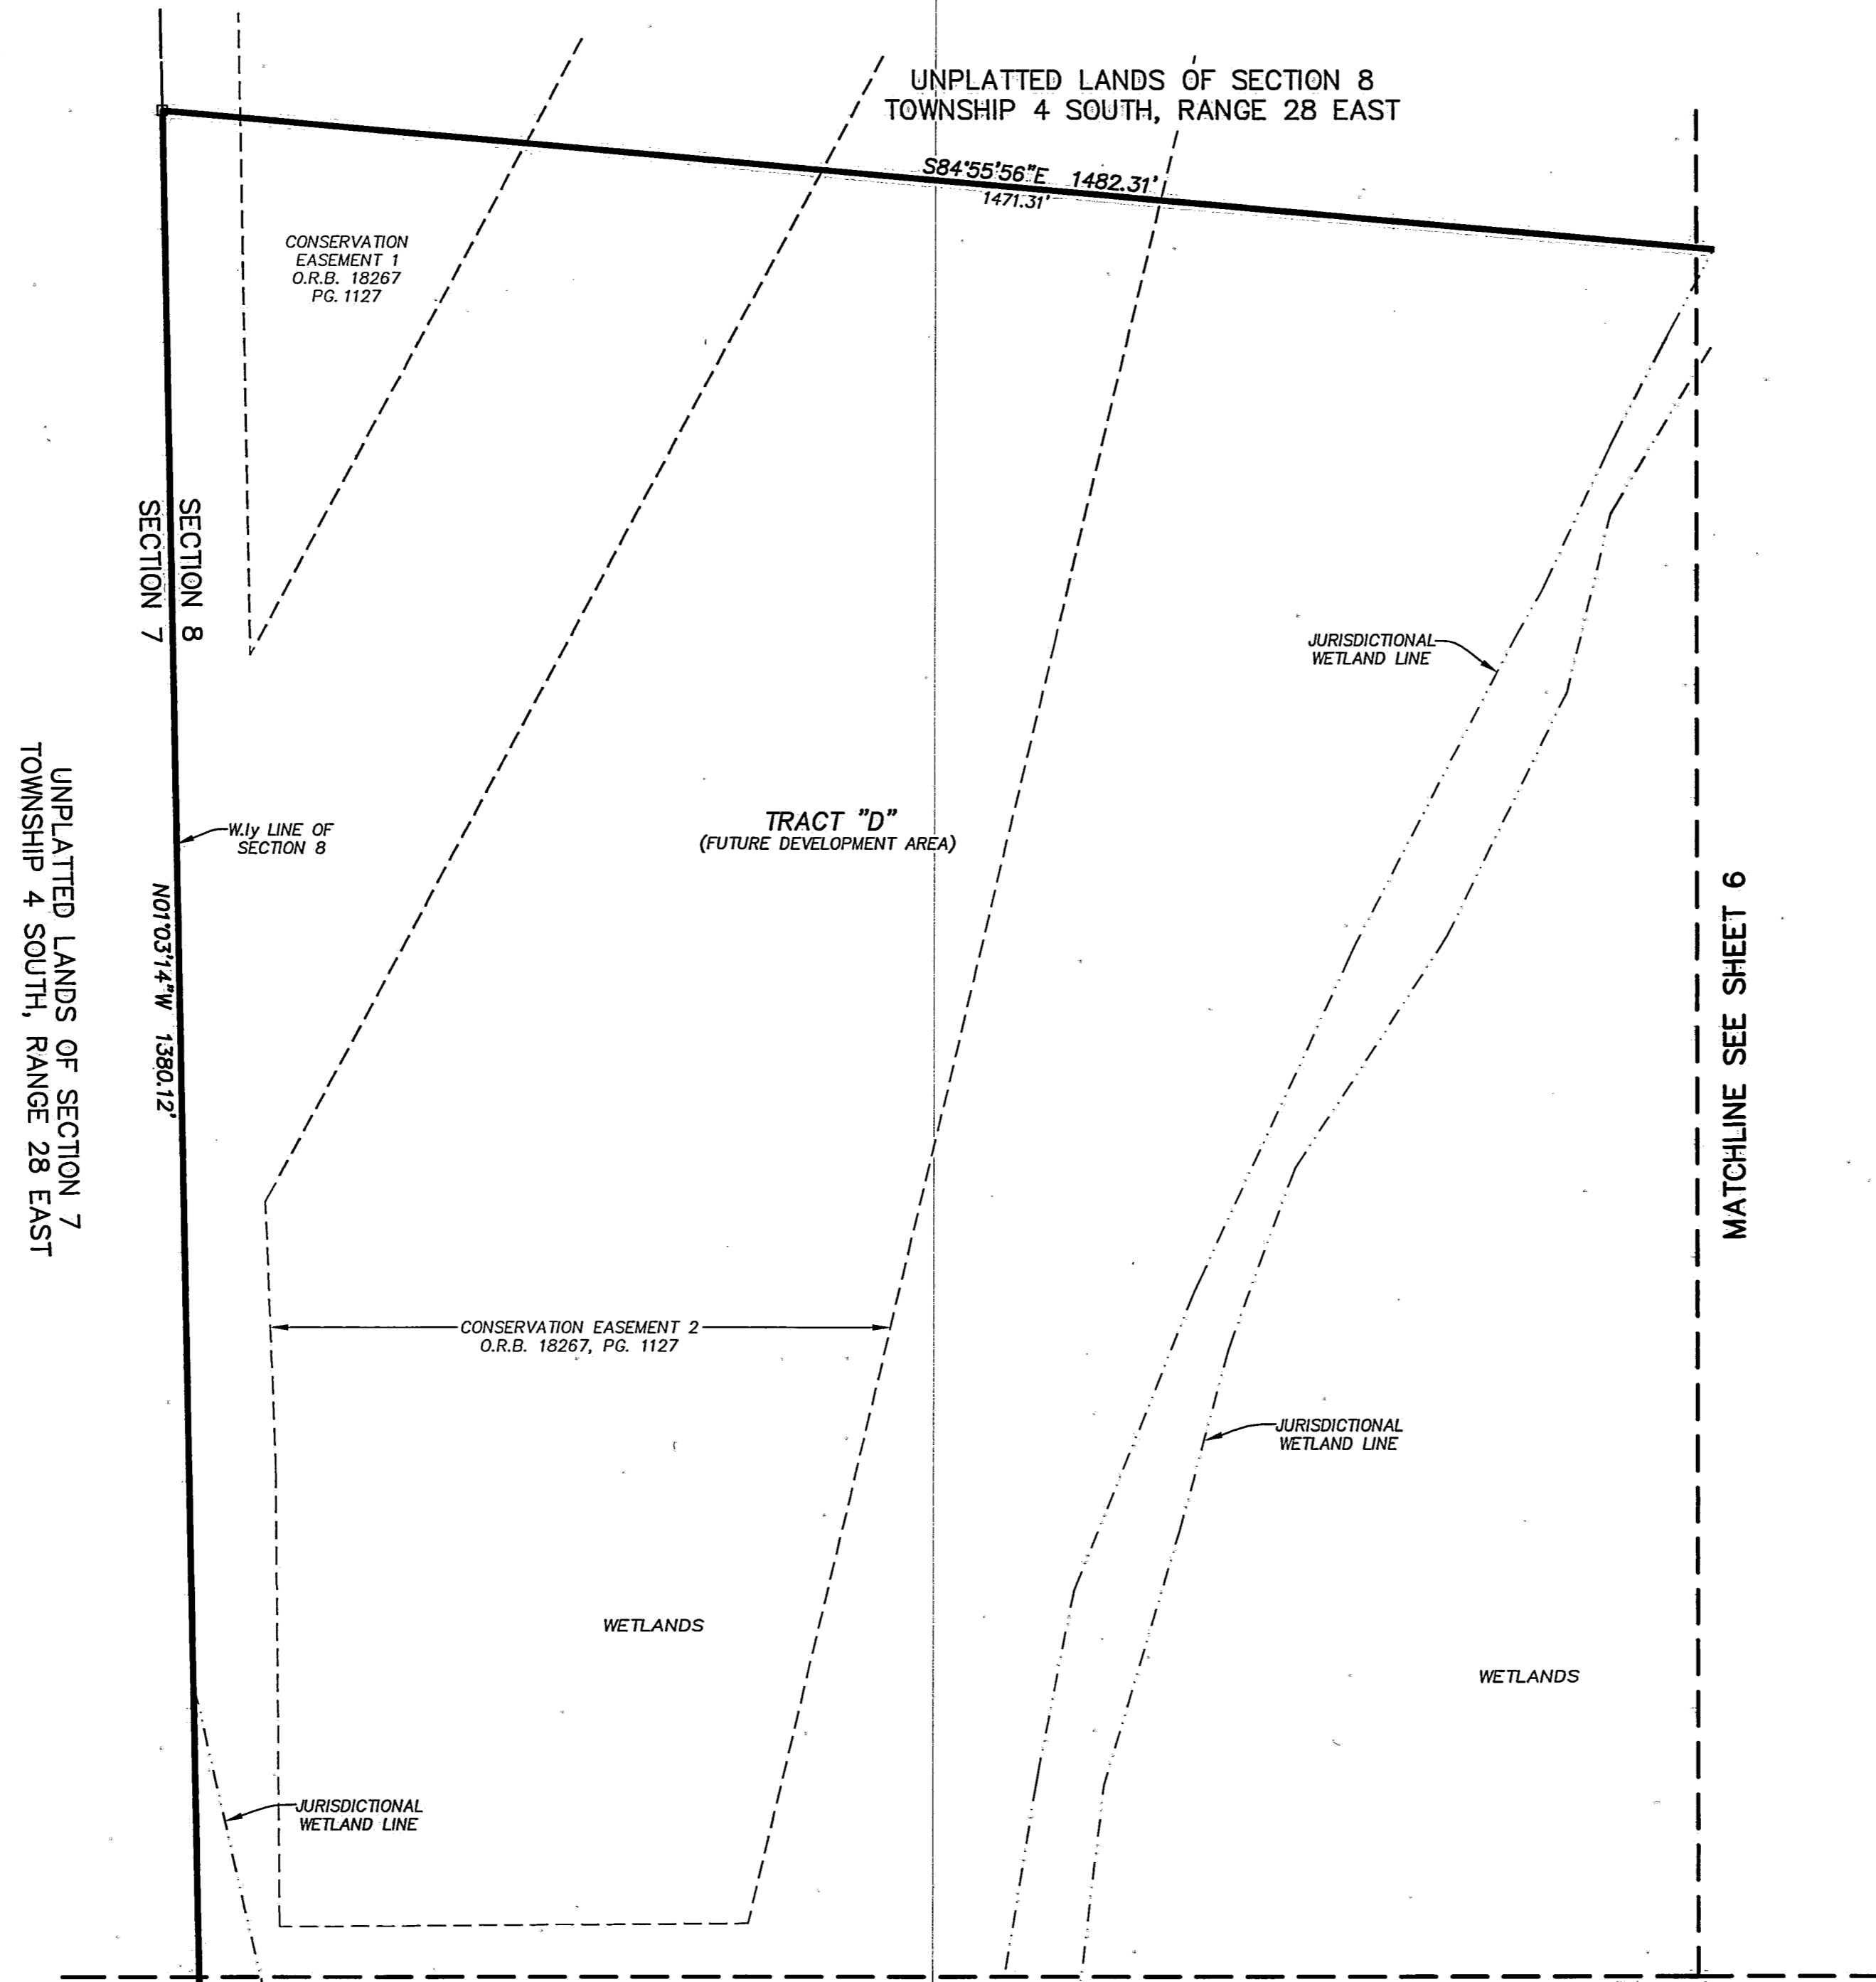 UNPLATTED LANDS OF SECTION 8
TOWNSHIP 4 SOUTH, RANGE 28 EAST
S84°55'56"E 1482.31'
1471.31'
CONSERVATION
EASEMENT 1
O.R.B. 18267
PG. 1127
SECTION 8
SECTION 7
JURISDICTIONAL
WETLAND LINE
UNPLATTED LANDS OF SECTION 7
TOWNSHIP 4 SOUTH, RANGE 28 EAST
W.ly LINE OF
SECTION 8
TRACT "D"
(FUTURE DEVELOPMENT AREA)
N01°03'14"W 1380.12'
MATCHLINE SEE SHEET 6
CONSERVATION EASEMENT 2
O.R.B. 18267, PG. 1127
JURISDICTIONAL
WETLAND LINE
WETLANDS
WETLANDS
JURISDICTIONAL
WETLAND LINE